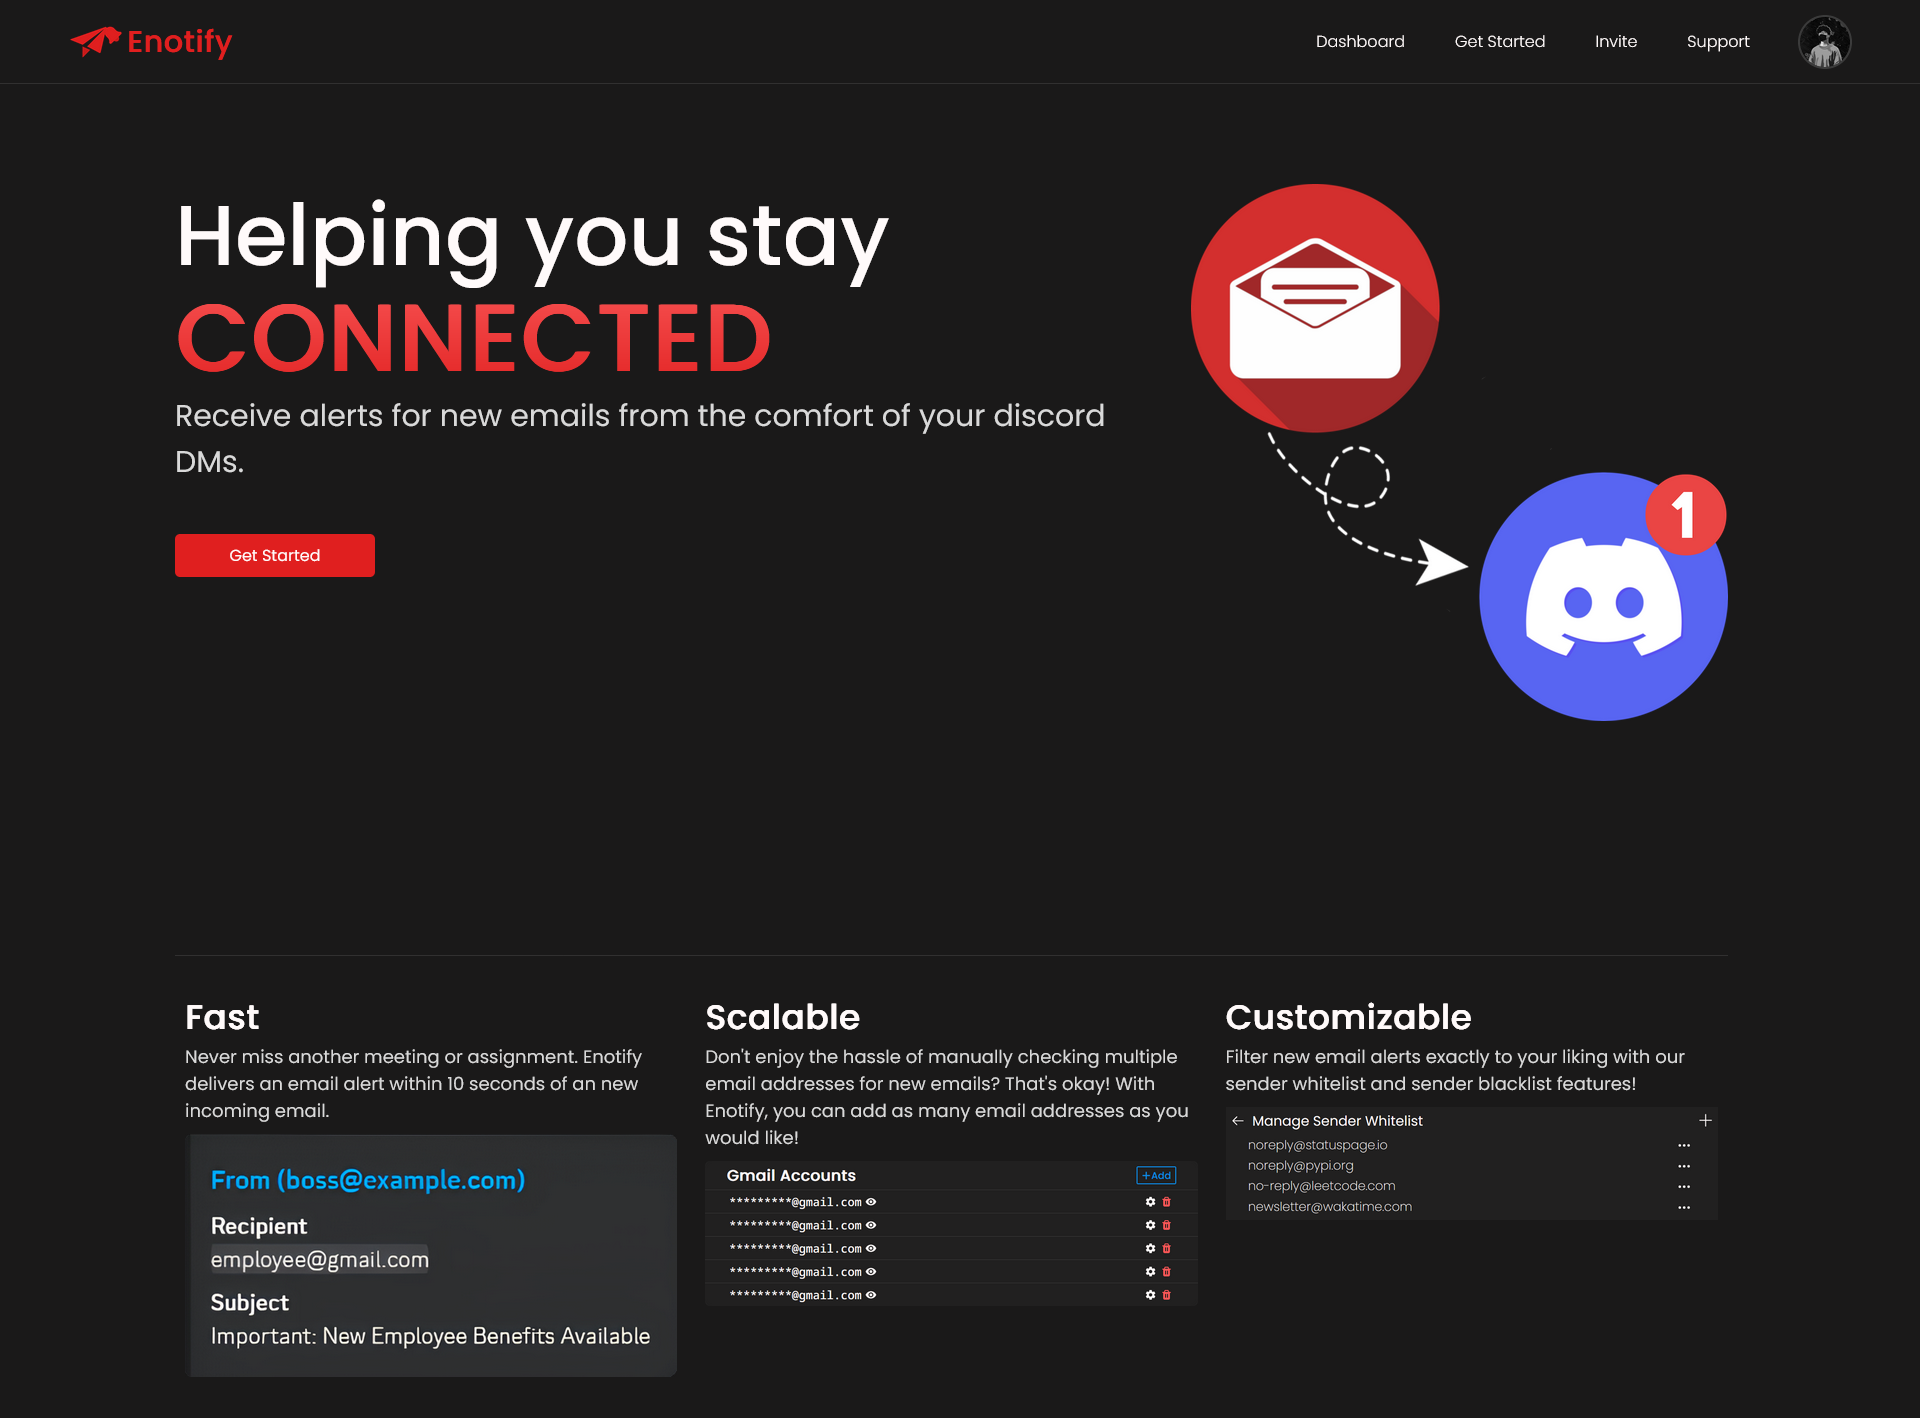 Enotify
Dashboard
Get Started
Invite
Support
Helping you stay
CONNECTED
Receive alerts for new emails from the comfort of your discord
DMs.
Get Started
1
Fast
Never miss another meeting or assignment. Enotify
delivers an email alert within 10 seconds of an new
incoming email.
From (boss@example.com)
Recipient
employee@gmail.com
Subject
Important: New Employee Benefits Available
Scalable
Don't enjoy the hassle of manually checking multiple
email addresses for new emails? That's okay! With
Enotify, you can add as many email addresses as you
would like!
Gmail Accounts
+Add
*********@gmail.com
*********@gmail.com
*********@gmail.com
*********@gmail.com
*********@gmail.com
Customizable
Filter new email alerts exactly to your liking with our
sender whitelist and sender blacklist features!
Manage Sender Whitelist
noreply@statuspage.io
noreply@pypi.org
no-reply@leetcode.com
newsletter@wakatime.com